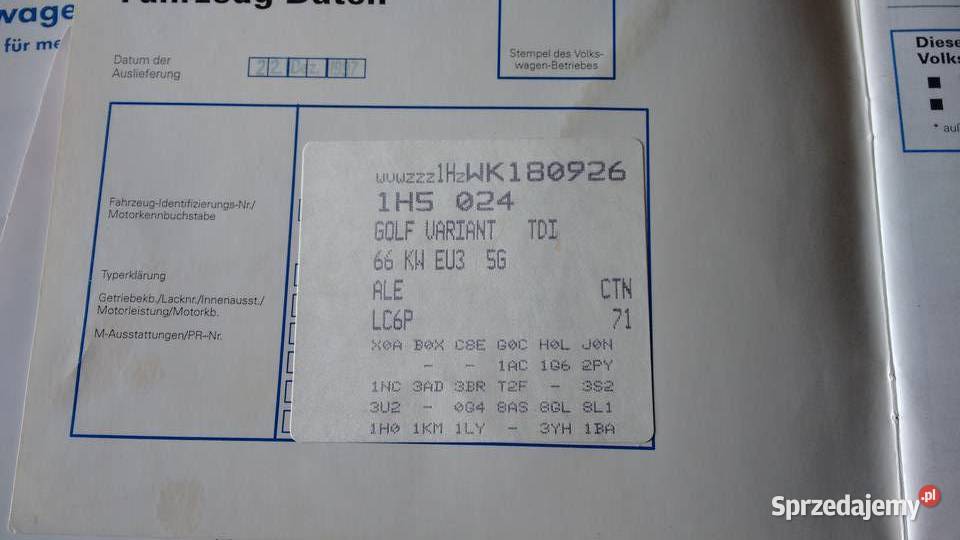 wagen
für me
Fahrzeug-Daten
Datum der
Auslieferung
22. Dez. 1997
Stempel des Volks-
wagen-Betriebes
Diese
Volks
* auß
Fahrzeug-Identifizierungs-Nr./
Motorkennbuchstabe
Typerklärung
Getriebekb./Lacknr./Innenausst./
Motorleistung/Motorkb.
M-Ausstattungen/PR-Nr.
WVWZZZ1HZWK180926
1H5 024
GOLF VARIANT TDI
66 KW EU3 5G
ALE CTN
LC6P 71
X0A B0X C8E G0C H0L J0N
- - 1AC 1G6 2PY
1NC 3AD 3BR T2F - 3S2
3U2 - 0G4 8AS 8GL 8L1
1H0 1KM 1LY - 3YH 1BA
Sprzedajemy.pl